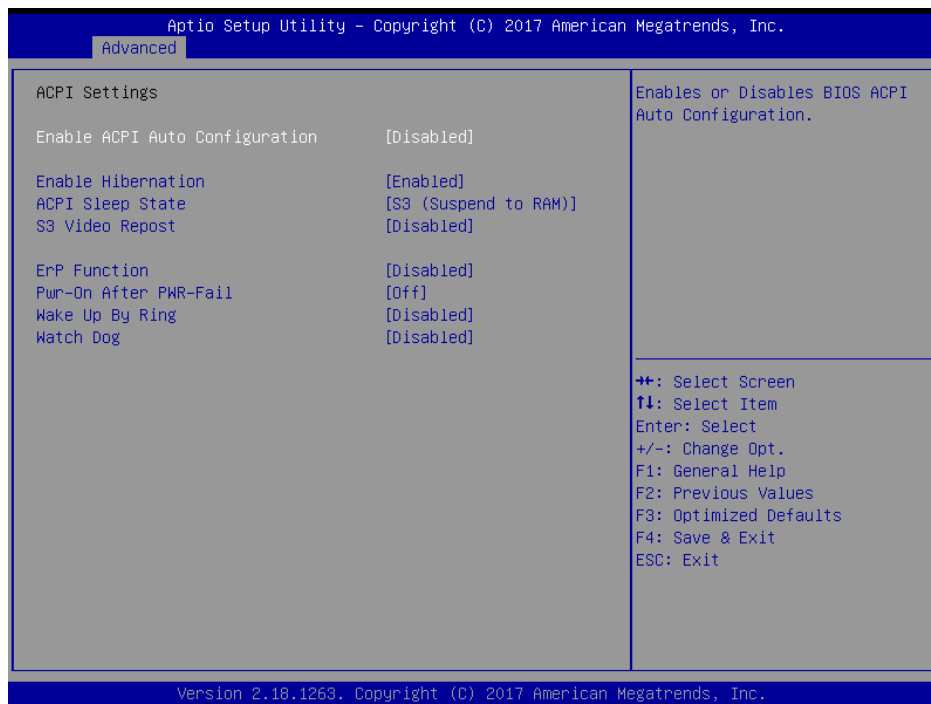 Aptio Setup Utility – Copyright (C) 2017 American Megatrends, Inc.
Advanced
ACPI Settings
Enable ACPI Auto Configuration [Disabled]
Enable Hibernation [Enabled]
ACPI Sleep State [S3 (Suspend to RAM)]
S3 Video Repost [Disabled]
ErP Function [Disabled]
Pwr-On After PWR-Fail [Off]
Wake Up By Ring [Disabled]
Watch Dog [Disabled]
Enables or Disables BIOS ACPI
Auto Configuration.
→←: Select Screen
↑↓: Select Item
Enter: Select
+/-: Change Opt.
F1: General Help
F2: Previous Values
F3: Optimized Defaults
F4: Save & Exit
ESC: Exit
Version 2.18.1263. Copyright (C) 2017 American Megatrends, Inc.